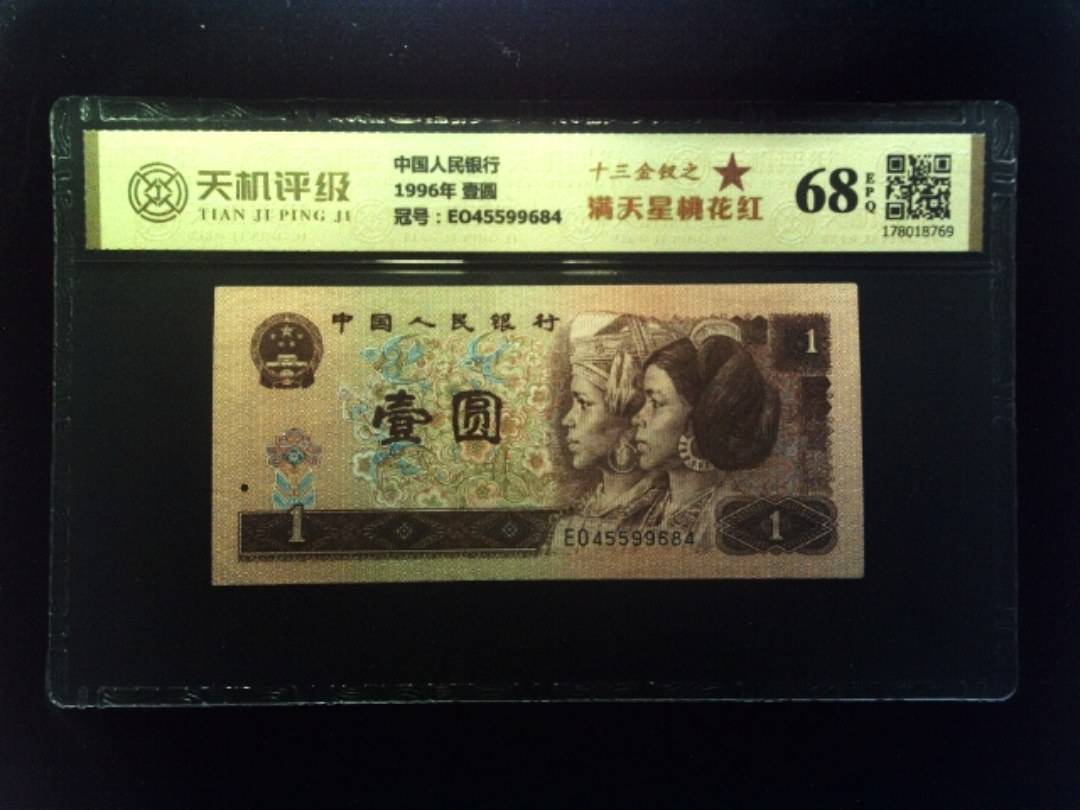 天机评级
TIAN JI PING JI
中国人民银行
1996年 壹圆
冠号：EO45599684
十三金钗之
满天星桃花红
68
EPQ
178018769
中国人民银行
1
壹圆
1
EO45599684
1